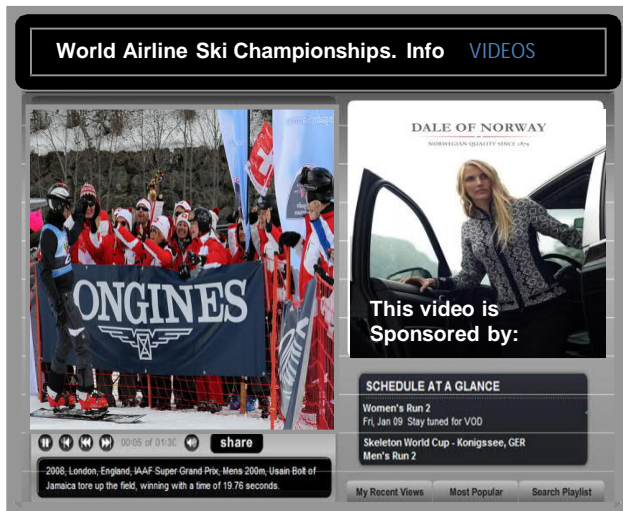 World Airline Ski Championships. Info VIDEOS
ONGINES
DALE OF NORWAY
NORWEGIAN QUALITY SINCE 1879
This video is
Sponsored by:
00:05 of 01:30
share
2008, London, England, IAAF Super Grand Prix, Mens 200m, Usain Bolt of
Jamaica tore up the field, winning with a time of 19.76 seconds.
SCHEDULE AT A GLANCE
Women's Run 2
Fri, Jan 09 Stay tuned for VOD
Skeleton World Cup - Konigssee, GER
Men's Run 2
My Recent Views Most Popular Search Playlist